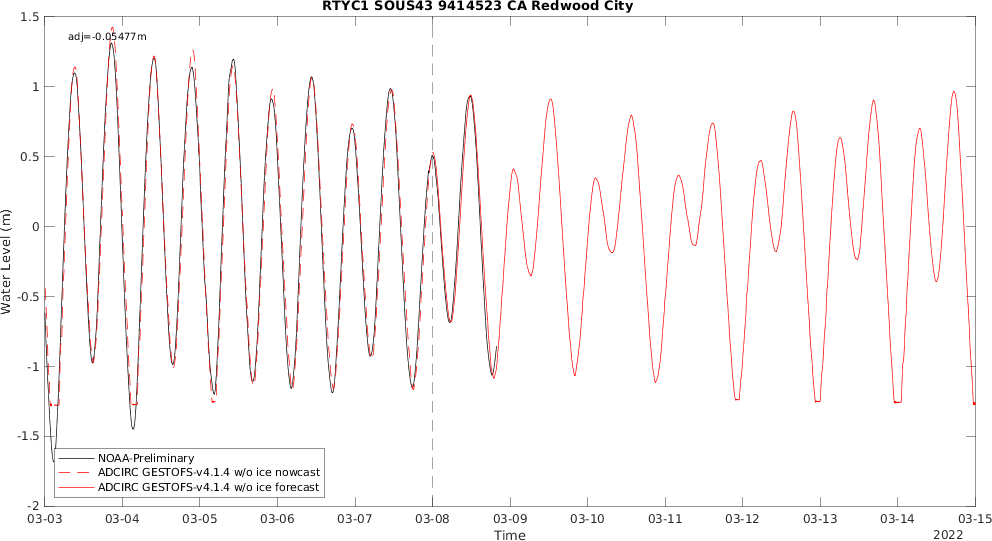 RTYC1 SOUS43 9414523 CA Redwood City
adj=-0.05477m
Water Level (m)
1.5
1
0.5
0
-0.5
-1
-1.5
-2
NOAA-Preliminary
ADCIRC GESTOFS-v4.1.4 w/o ice nowcast
ADCIRC GESTOFS-v4.1.4 w/o ice forecast
03-03 03-04 03-05 03-06 03-07 03-08 03-09 03-10 03-11 03-12 03-13 03-14 03-15
Time
2022